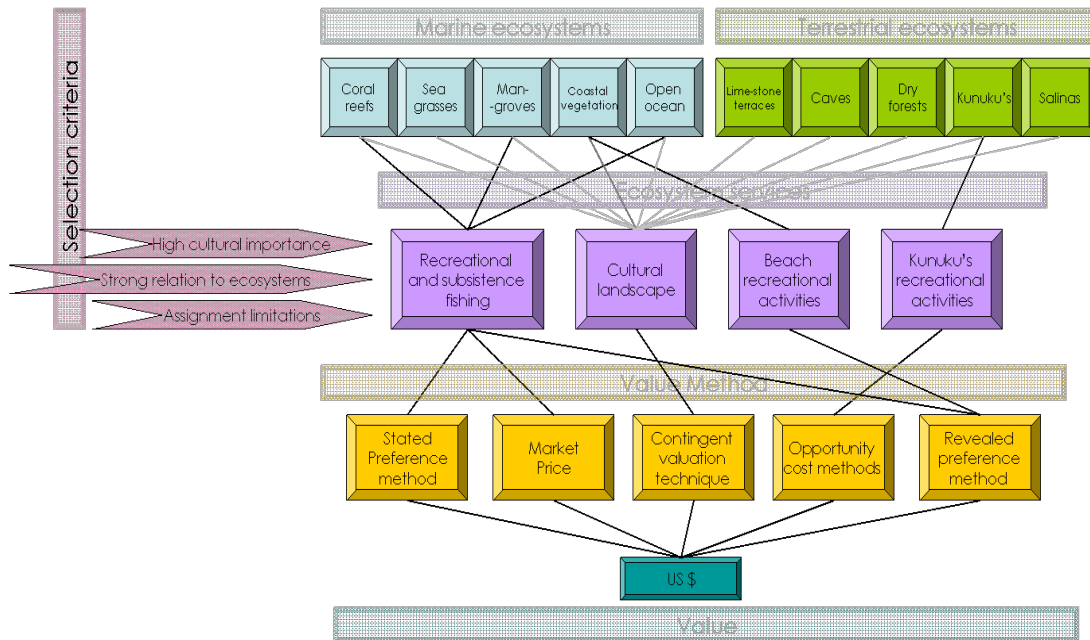 Marine ecosystems
Terrestrial ecosystems
Coral
reefs
Sea
grasses
Man-
-groves
Coastal
vegetation
Open
ocean
Lime-stone
terraces
Caves
Dry
forests
Kunuku's
Salinas
Selection criteria
Ecosystem services
High cultural importance
Strong relation to ecosystems
Assignment limitations
Recreational
and subsistence
fishing
Cultural
landscape
Beach
recreational
activities
Kunuku's
recreational
activities
Value Method
Stated
Preference
method
Market
Price
Contingent
valuation
technique
Opportunity
cost methods
Revealed
preference
method
US $
Value